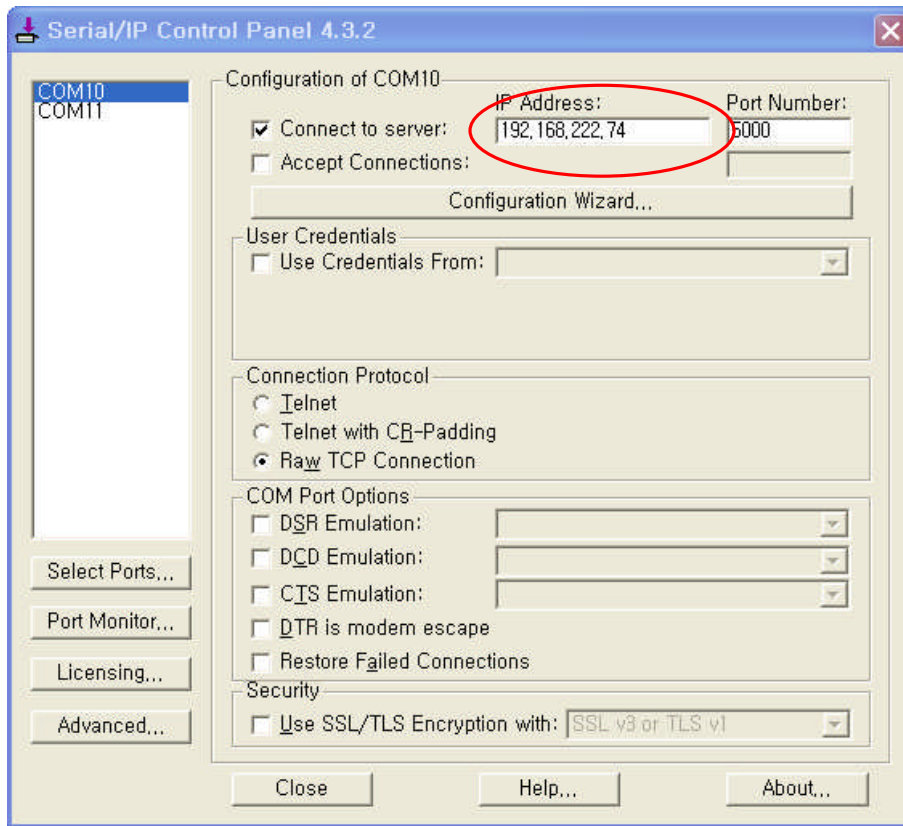 Serial/IP Control Panel 4.3.2
COM10
COM11
Configuration of COM10
IP Address:
Port Number:
Connect to server:
192,168,222,74
5000
Accept Connections:
Configuration Wizard,,,
User Credentials
Use Credentials From:
Connection Protocol
Telnet
Telnet with CR-Padding
Raw TCP Connection
COM Port Options
DSR Emulation:
DCD Emulation:
CTS Emulation:
DTR is modem escape
Restore Failed Connections
Security
Use SSL/TLS Encryption with:
SSL v3 or TLS v1
Select Ports,,,
Port Monitor,,,
Licensing,,,
Advanced,,,
Close
Help,,,
About,,,